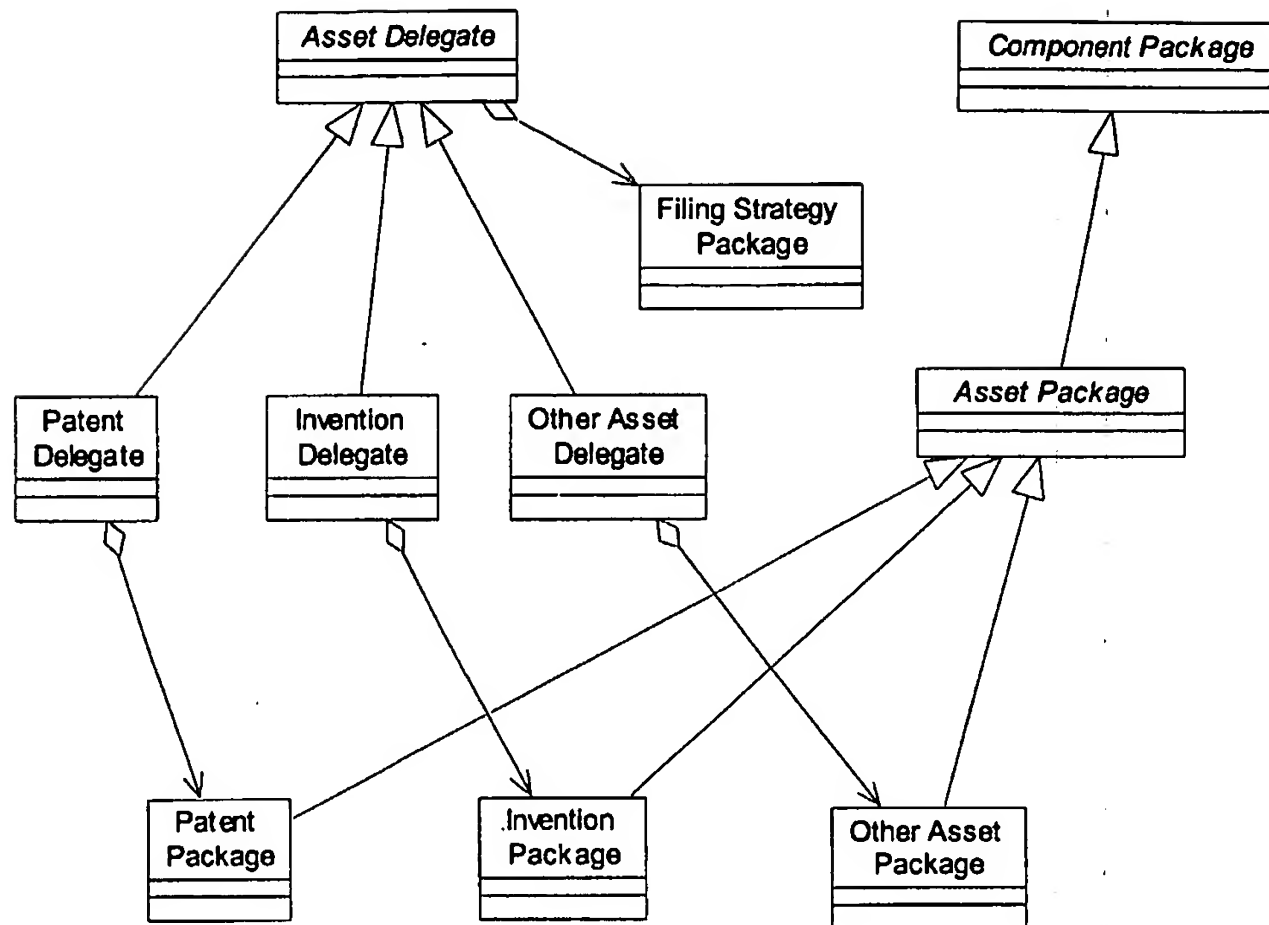 Asset Delegate
Component Package
Filing Strategy
Package
Asset Package
Patent
Delegate
Invention
Delegate
Other Asset
Delegate
Patent
Package
Invention
Package
Other Asset
Package